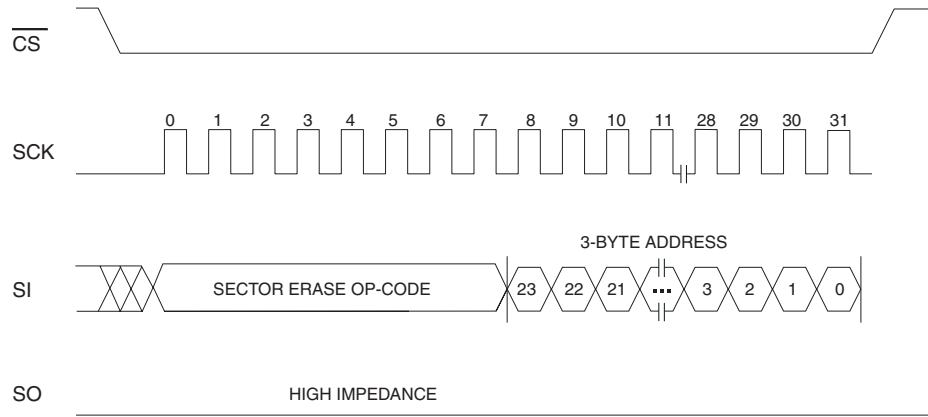 CS
0 1 2 3 4 5 6 7 8 9 10 11 28 29 30 31
SCK
3-BYTE ADDRESS
SI SECTOR ERASE OP-CODE 23 22 21 ... 3 2 1 0
SO HIGH IMPEDANCE